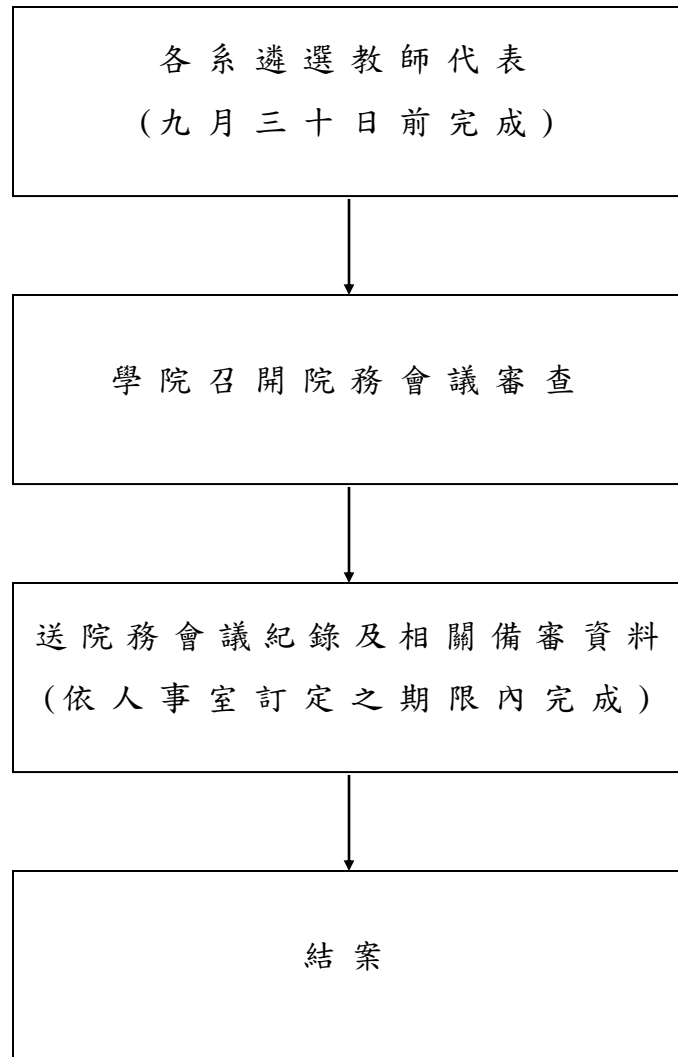 各系遴選教師代表
(九月三十日前完成)
學院召開院務會議審查
送院務會議紀錄及相關備審資料
(依人事室訂定之期限內完成)
結案